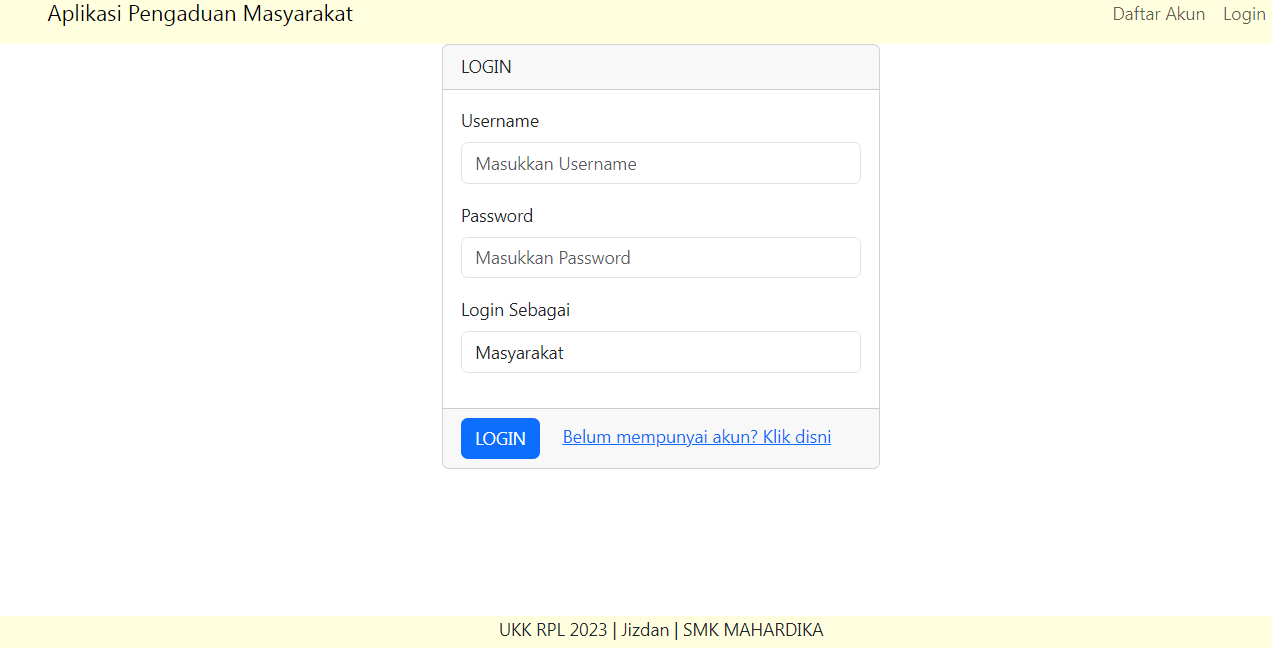 Aplikasi Pengaduan Masyarakat
Daftar Akun Login
LOGIN
Username
Masukkan Username
Password
Masukkan Password
Login Sebagai
Masyarakat
LOGIN Belum mempunyai akun? Klik disni
UKK RPL 2023 | Jizdan | SMK MAHARDIKA